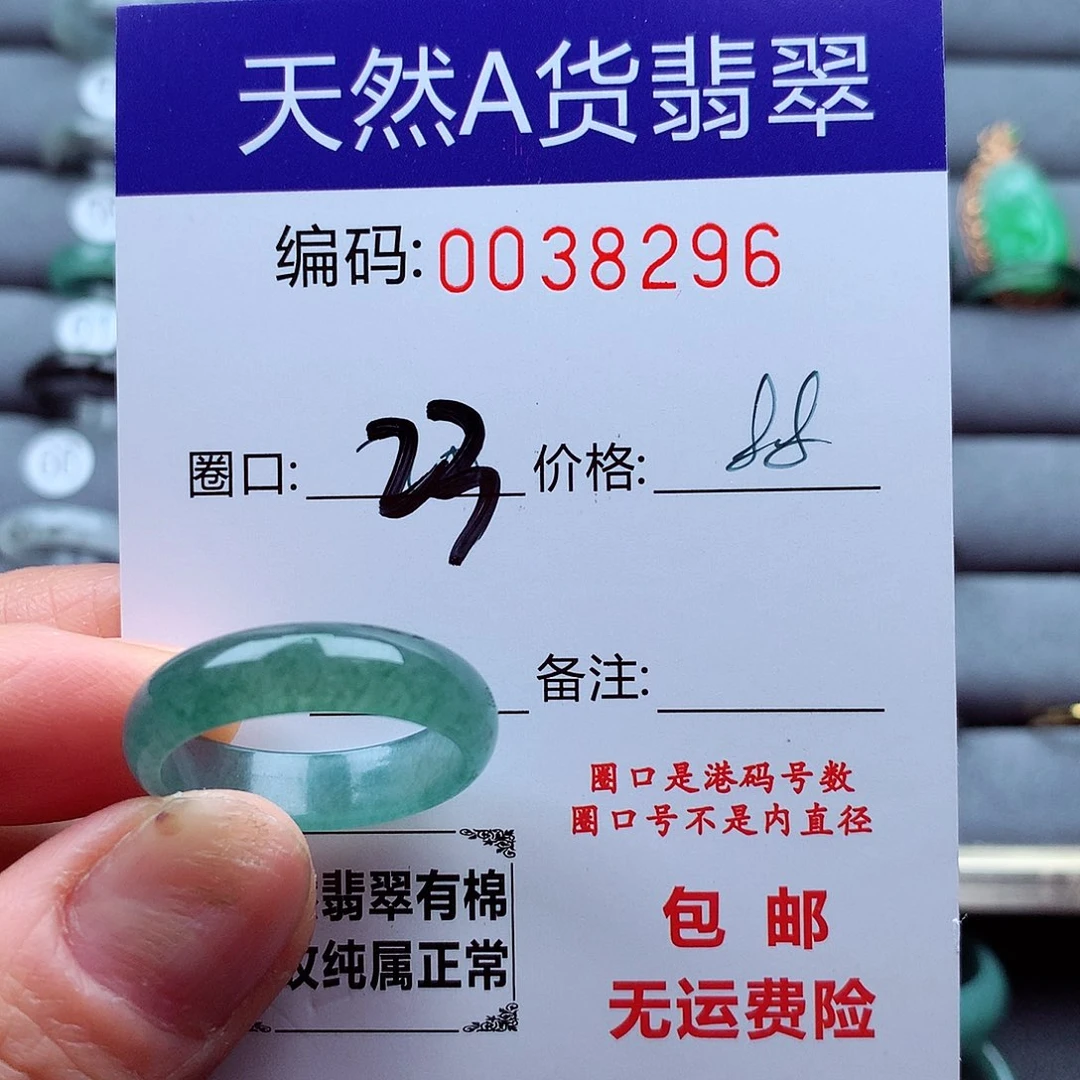 天然A货翡翠
编码:0038296
圈口: 23 价格:
备注:
圈口是港码号数
圈口号不是内直径
翡翠有棉
纯属正常
包 邮
无运费险